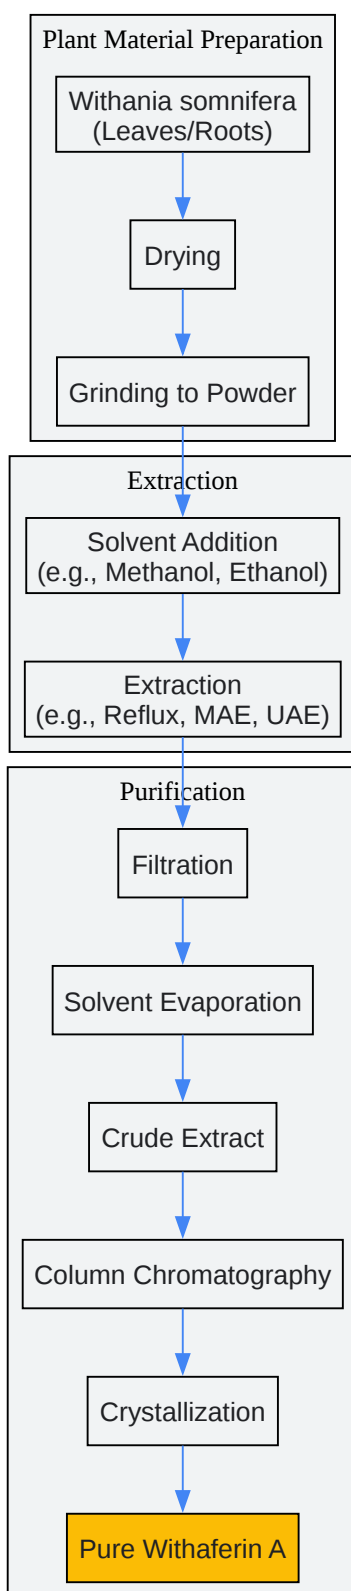 Plant Material Preparation
Withania somnifera
(Leaves/Roots)
Drying
Grinding to Powder
Extraction
Solvent Addition
(e.g., Methanol, Ethanol)
Extraction
(e.g., Reflux, MAE, UAE)
Purification
Filtration
Solvent Evaporation
Crude Extract
Column Chromatography
Crystallization
Pure Withaferin A